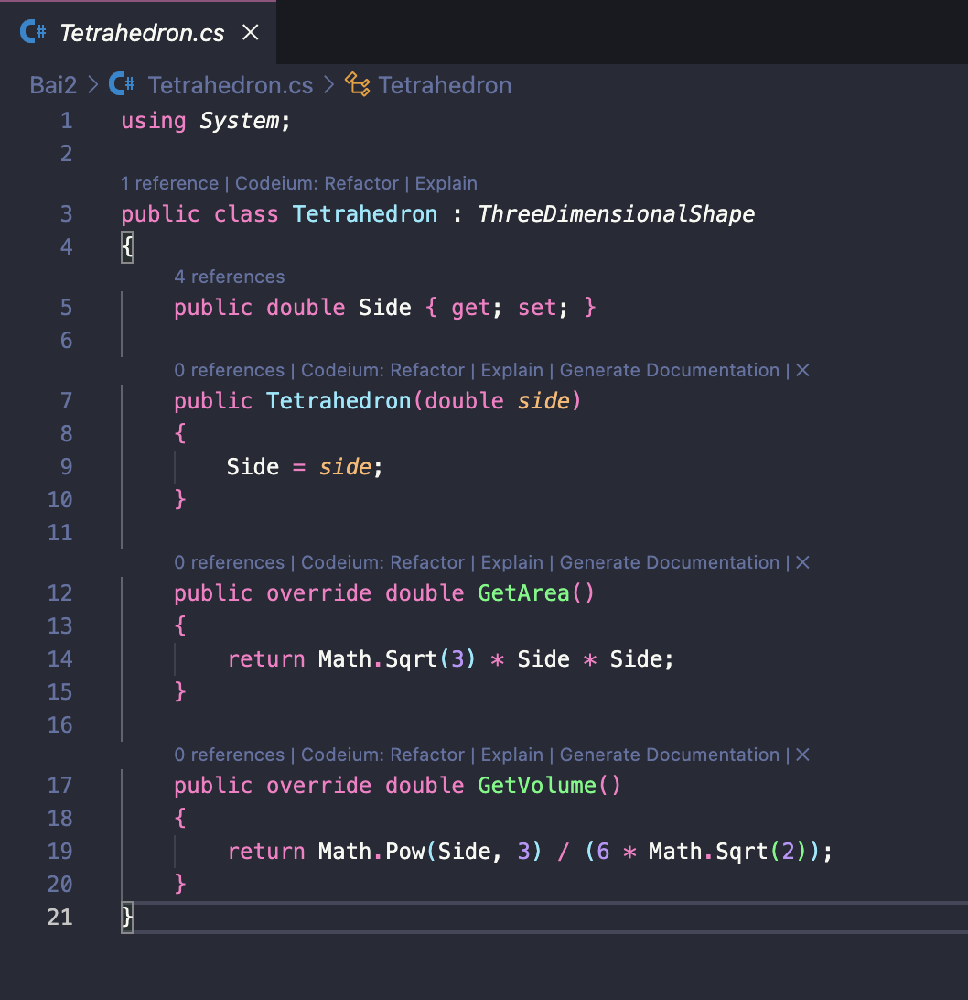 Tetrahedron.cs
Bai2 > Tetrahedron.cs > Tetrahedron
1 using System;
2
1 reference | Codeium: Refactor | Explain
3 public class Tetrahedron : ThreeDimensionalShape
4 {
4 references
5 public double Side { get; set; }
6
0 references | Codeium: Refactor | Explain | Generate Documentation | ×
7 public Tetrahedron(double side)
8 {
9 Side = side;
10 }
11
0 references | Codeium: Refactor | Explain | Generate Documentation | ×
12 public override double GetArea()
13 {
14 return Math.Sqrt(3) * Side * Side;
15 }
16
0 references | Codeium: Refactor | Explain | Generate Documentation | ×
17 public override double GetVolume()
18 {
19 return Math.Pow(Side, 3) / (6 * Math.Sqrt(2));
20 }
21 }